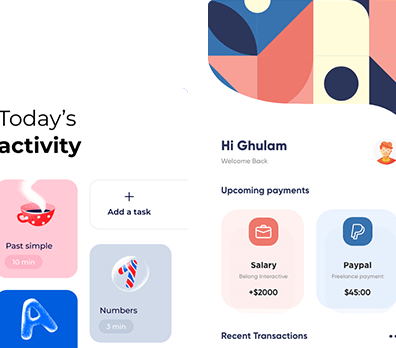 Today's
activity
+
Add a task
Past simple
10 min
Numbers
3 min
Hi Ghulam
Welcome Back
Upcoming payments
Salary
Belong Interactive
+$2000
Paypal
Freelance payment
$45:00
Recent Transactions